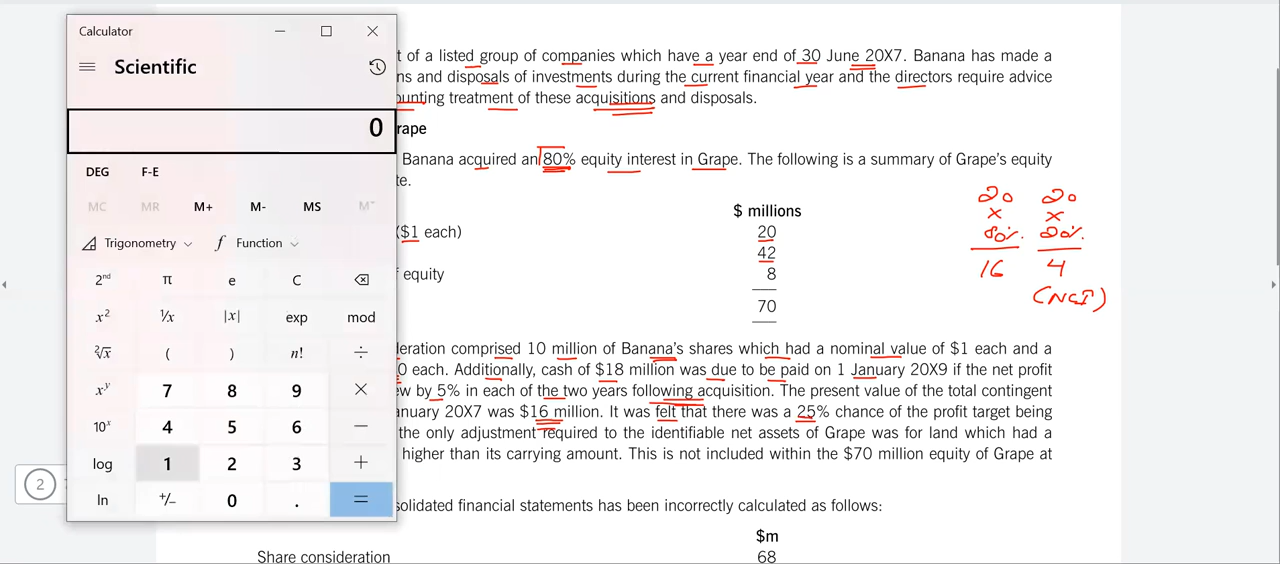 Calculator
Scientific
0
DEG F-E
MC MR M+ M- MS
Trigonometry Function
2nd π e C
x² ¹/x |x| exp mod
²√x ( ) n! ÷
xʸ 7 8 9 ×
10ˣ 4 5 6 −
log 1 2 3 +
ln +/− 0 . =
t of a listed group of companies which have a year end of 30 June 20X7. Banana has made a
ns and disposals of investments during the current financial year and the directors require advice
ounting treatment of these acquisitions and disposals.
rape
Banana acquired an 80% equity interest in Grape. The following is a summary of Grape's equity
te.
$ millions
($1 each) 20
42
f equity 8
70
20 20
× ×
80% 20%
16 4
(NCI)
leration comprised 10 million of Banana's shares which had a nominal value of $1 each and a
0 each. Additionally, cash of $18 million was due to be paid on 1 January 20X9 if the net profit
ew by 5% in each of the two years following acquisition. The present value of the total contingent
anuary 20X7 was $16 million. It was felt that there was a 25% chance of the profit target being
the only adjustment required to the identifiable net assets of Grape was for land which had a
higher than its carrying amount. This is not included within the $70 million equity of Grape at
2
solidated financial statements has been incorrectly calculated as follows:
$m
Share consideration 68